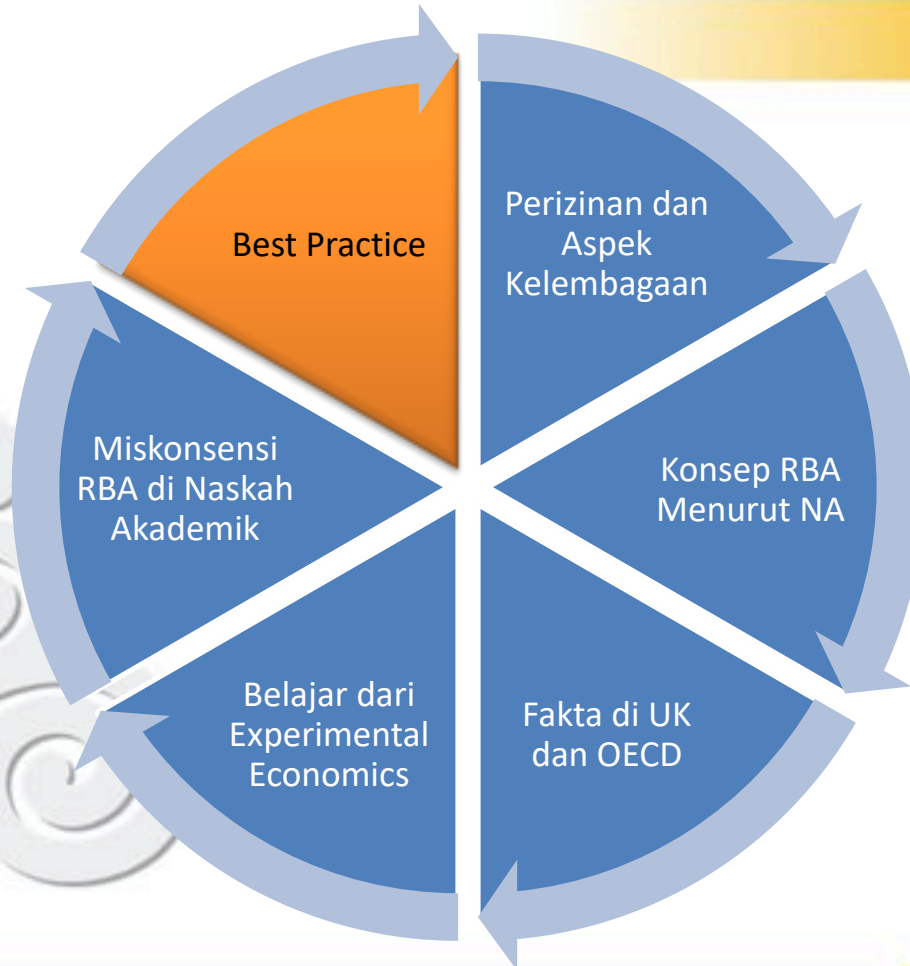 Best Practice
Perizinan dan
Aspek
Kelembagaan
Konsep RBA
Menurut NA
Fakta di UK
dan OECD
Belajar dari
Experimental
Economics
Miskonsensi
RBA di Naskah
Akademik